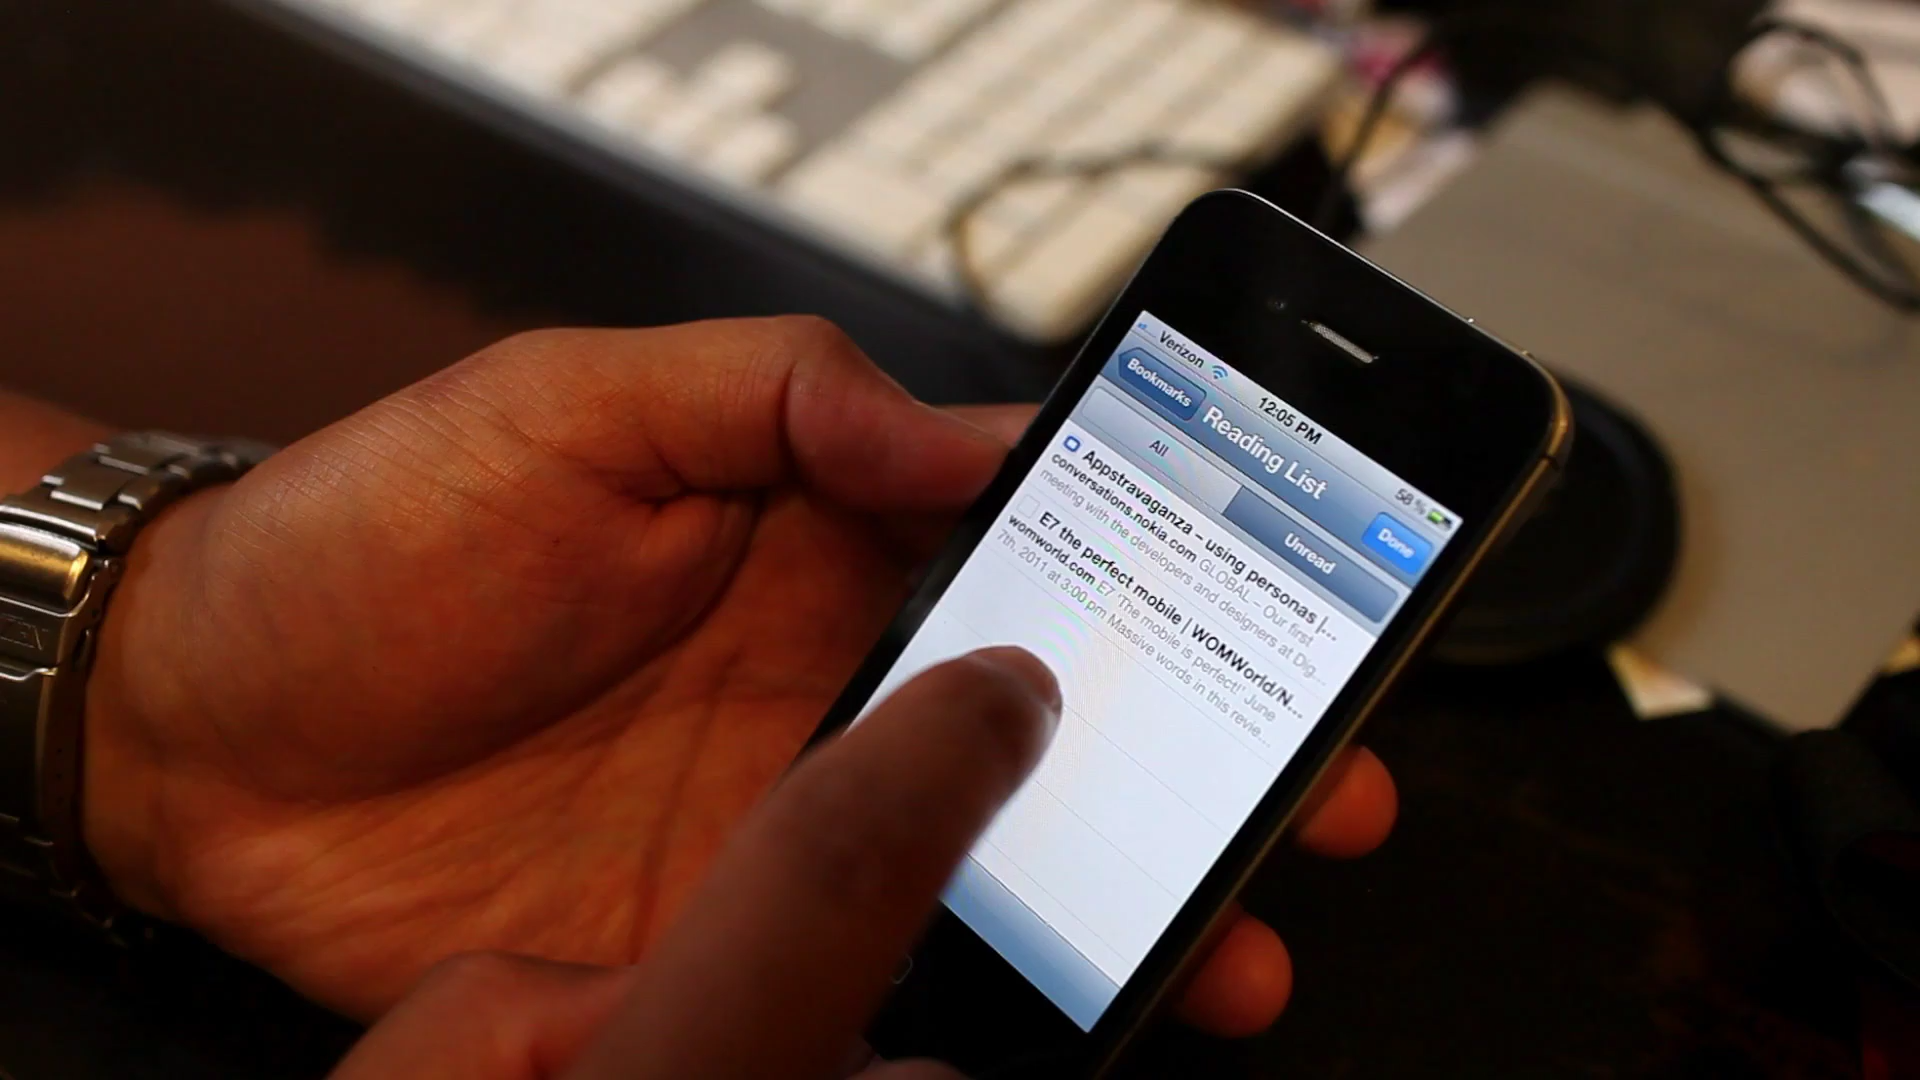 Verizon 12:05 PM 58 %
Bookmarks Reading List Done
All Unread
Appstravaganza – using personas |...
conversations.nokia.com GLOBAL – Our first
meeting with the developers and designers at Dig...
E7 the perfect mobile | WOMWorld/N...
womworld.com E7 'The mobile is perfect!' June
7th, 2011 at 3:00 pm Massive words in this revie...